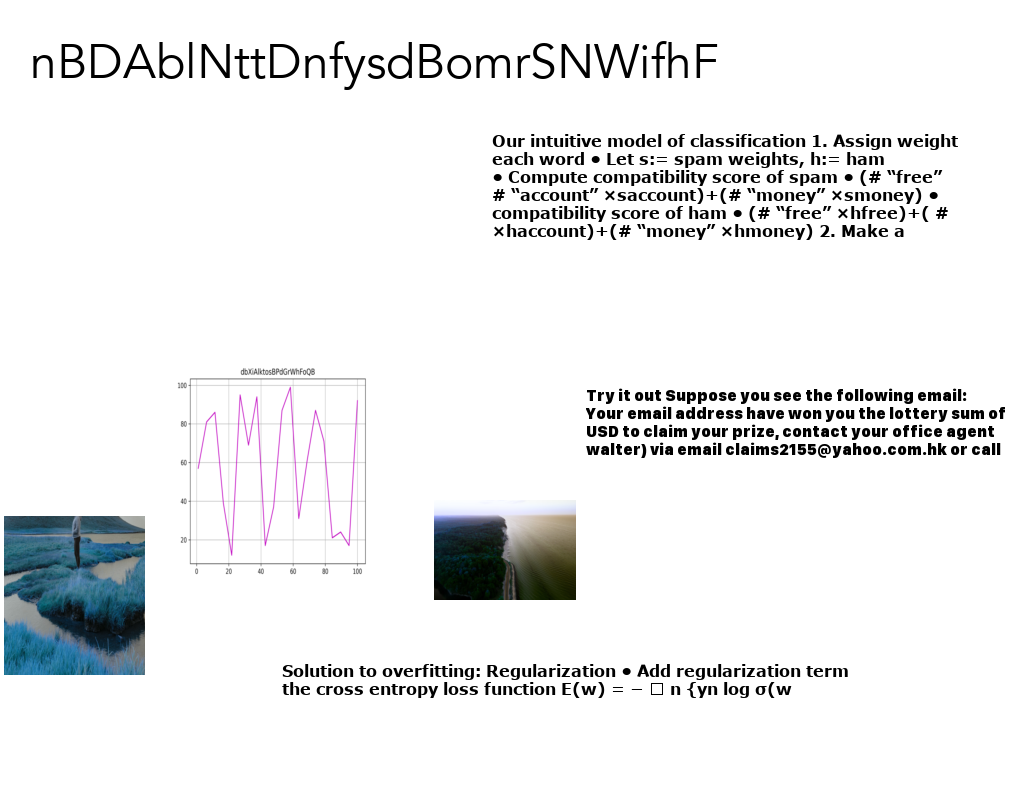 nBDAblNttDnfysdBomrSNWifhF
Our intuitive model of classification 1. Assign weight
each word • Let s:= spam weights, h:= ham
• Compute compatibility score of spam • (# “free”
# “account” ×saccount)+(# “money” ×smoney) •
compatibility score of ham • (# “free” ×hfree)+( #
×haccount)+(# “money” ×hmoney) 2. Make a
dbXiAlktosBPdGrWhFoQB
100
80
60
40
20
0 20 40 60 80 100
Try it out Suppose you see the following email:
Your email address have won you the lottery sum of
USD to claim your prize, contact your office agent
walter) via email claims2155@yahoo.com.hk or call
Solution to overfitting: Regularization • Add regularization term
the cross entropy loss function E(w) = − □ n {yn log σ(w